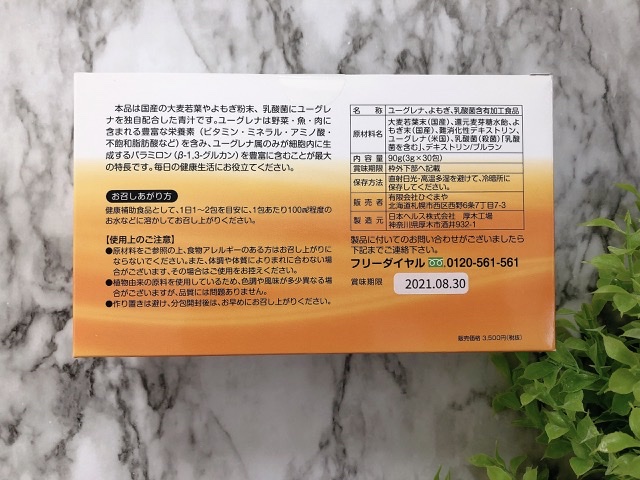 本品は国産の大麦若葉やよもぎ粉末、乳酸菌にユーグレ
ナを独自配合した青汁です。ユーグレナは野菜・魚・肉に
含まれる豊富な栄養素（ビタミン・ミネラル・アミノ酸・
不飽和脂肪酸など）を含み、ユーグレナ属のみが細胞内に生
成するパラミロン（β-1,3-グルカン）を豊富に含むことが最大
の特長です。毎日の健康生活にお役立てください。
お召しあがり方
健康補助食品として、1日1～2包を目安に、1包あたり100㎖程度の
お水などに溶かしてお召し上がりください。
【使用上のご注意】
●原材料をご参照の上、食物アレルギーのある方はお召し上がりに
ならないでください。また、体調や体質によりまれに合わない場
合がございますが、その場合はご使用をお控えください。
●植物由来の原料を使用しているため、色調や風味が多少異なる場
合がございますが、品質には問題ありません。
●作り置きは避け、分包開封後は、お早めにお召し上がりください。
名　称 ユーグレナ、よもぎ、乳酸菌含有加工食品
原材料名 大麦若葉末（国産）、還元麦芽糖水飴、よ
もぎ末（国産）、難消化性デキストリン、
ユーグレナ（米国）、乳酸菌（殺菌）［乳酸
菌を含む］、デキストリン／プルラン
内 容 量 90g（3g×30包）
賞味期限 枠外下部へ記載
保存方法 直射日光・高温多湿を避けて、冷暗所に
保存してください。
販 売 者 有限会社ひぐまや
北海道札幌市西区西野6条7丁目7-3
製 造 元 日本ヘルス株式会社　厚木工場
神奈川県厚木市酒井932-1
製品に付いてのお問い合わせがございましたら
下記までご連絡下さい。
フリーダイヤル 0120-561-561
賞味期限 2021.08.30
販売価格 3,500円（税抜）